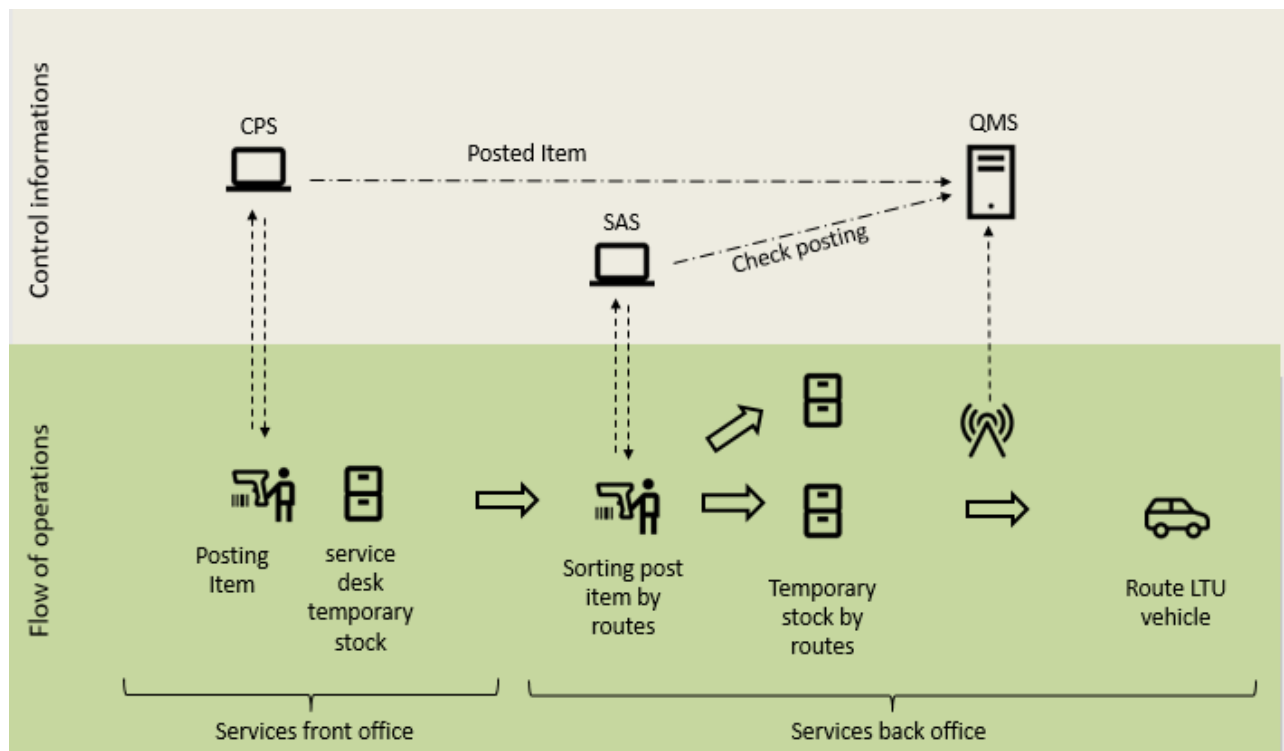 Control informations
CPS
QMS
Posted Item
SAS
Check posting
Flow of operations
Posting
Item
service
desk
temporary
stock
Sorting post
item by
routes
Temporary
stock by
routes
Route LTU
vehicle
Services front office
Services back office